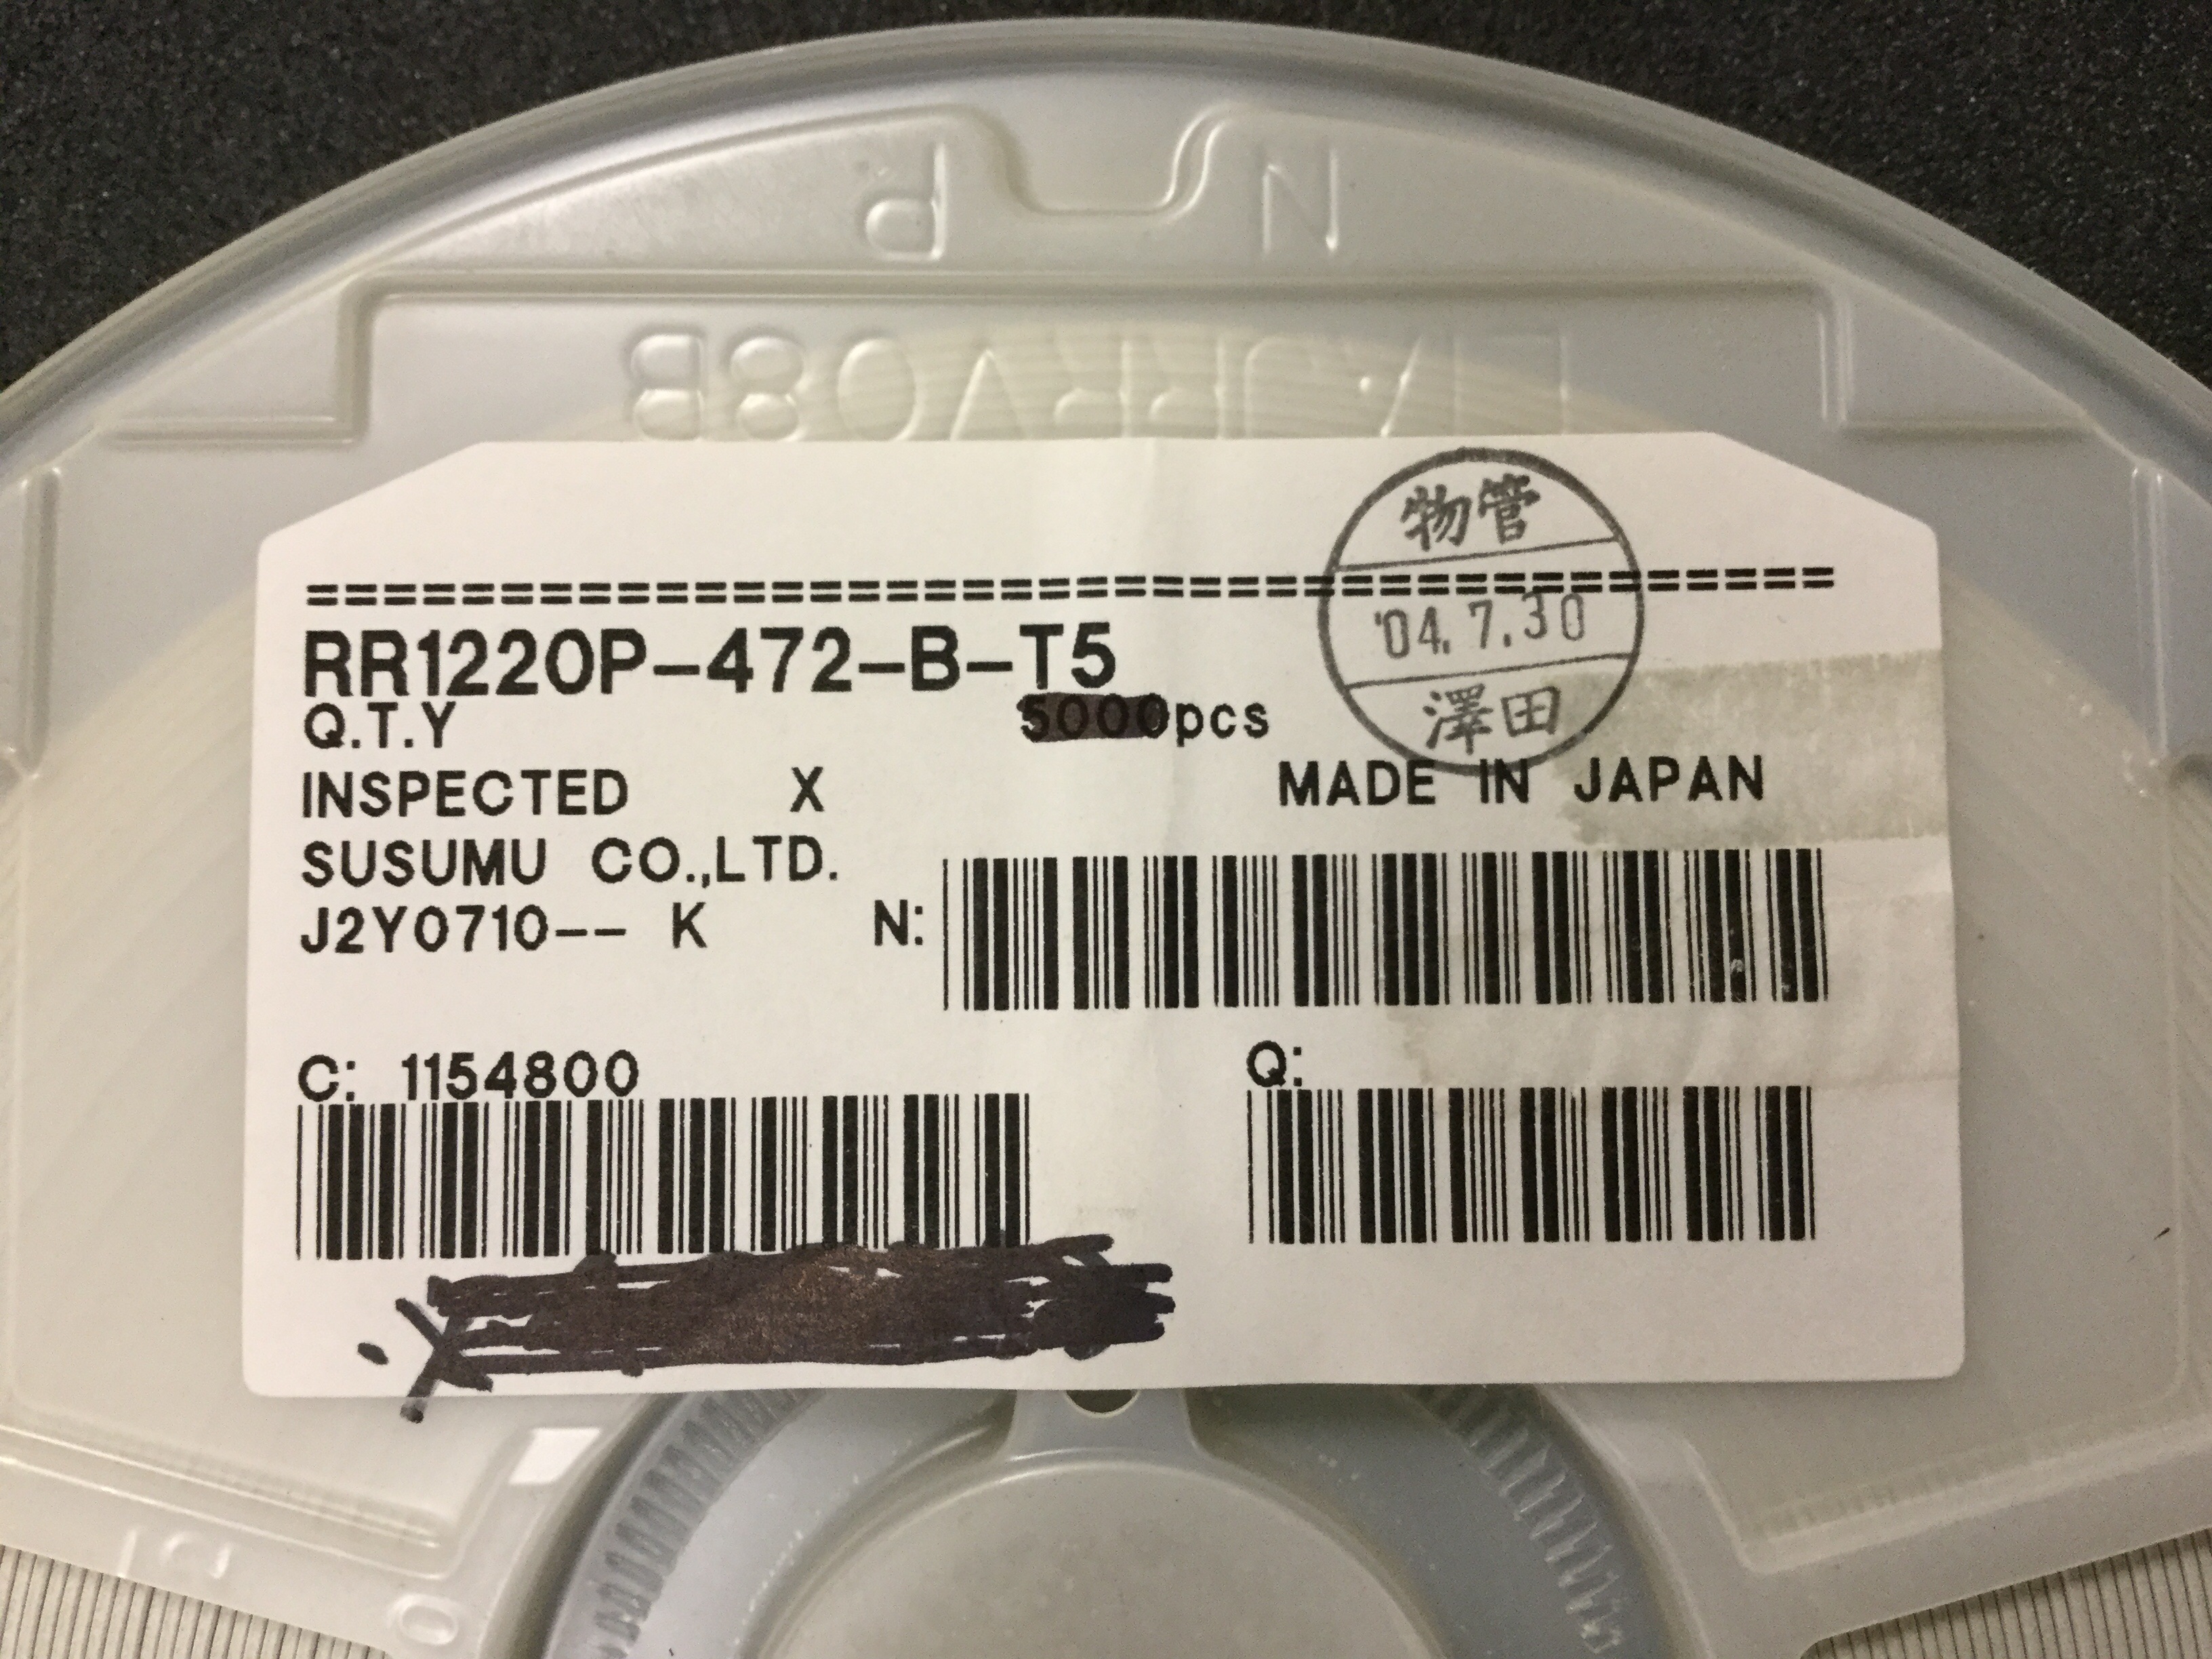 P N
==========================================
RR1220P-472-B-T5
Q.T.Y 5000pcs
INSPECTED X MADE IN JAPAN
SUSUMU CO.,LTD.
J2Y0710-- K N:
C: 1154800 Q:
物管
'04.7.30
澤田